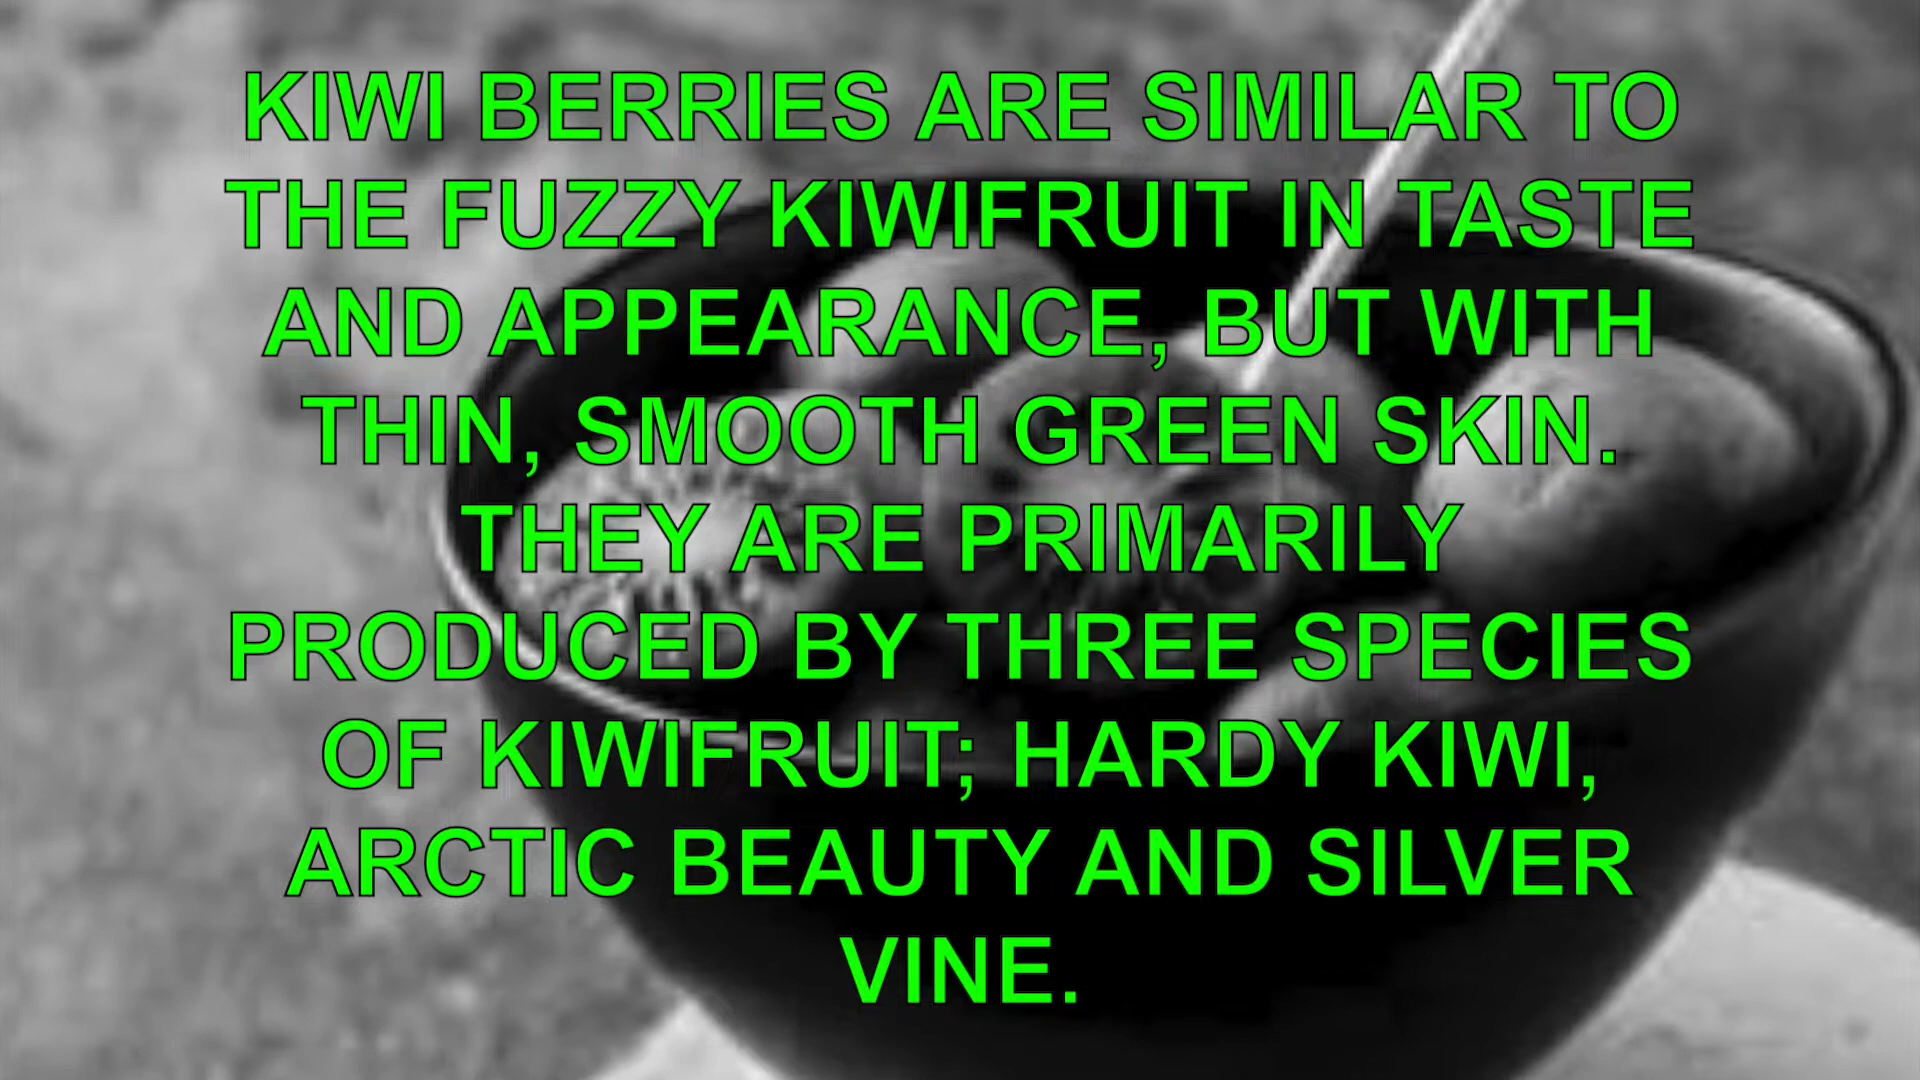 KIWI BERRIES ARE SIMILAR TO
THE FUZZY KIWIFRUIT IN TASTE
AND APPEARANCE, BUT WITH
THIN, SMOOTH GREEN SKIN.
THEY ARE PRIMARILY
PRODUCED BY THREE SPECIES
OF KIWIFRUIT; HARDY KIWI,
ARCTIC BEAUTY AND SILVER
VINE.